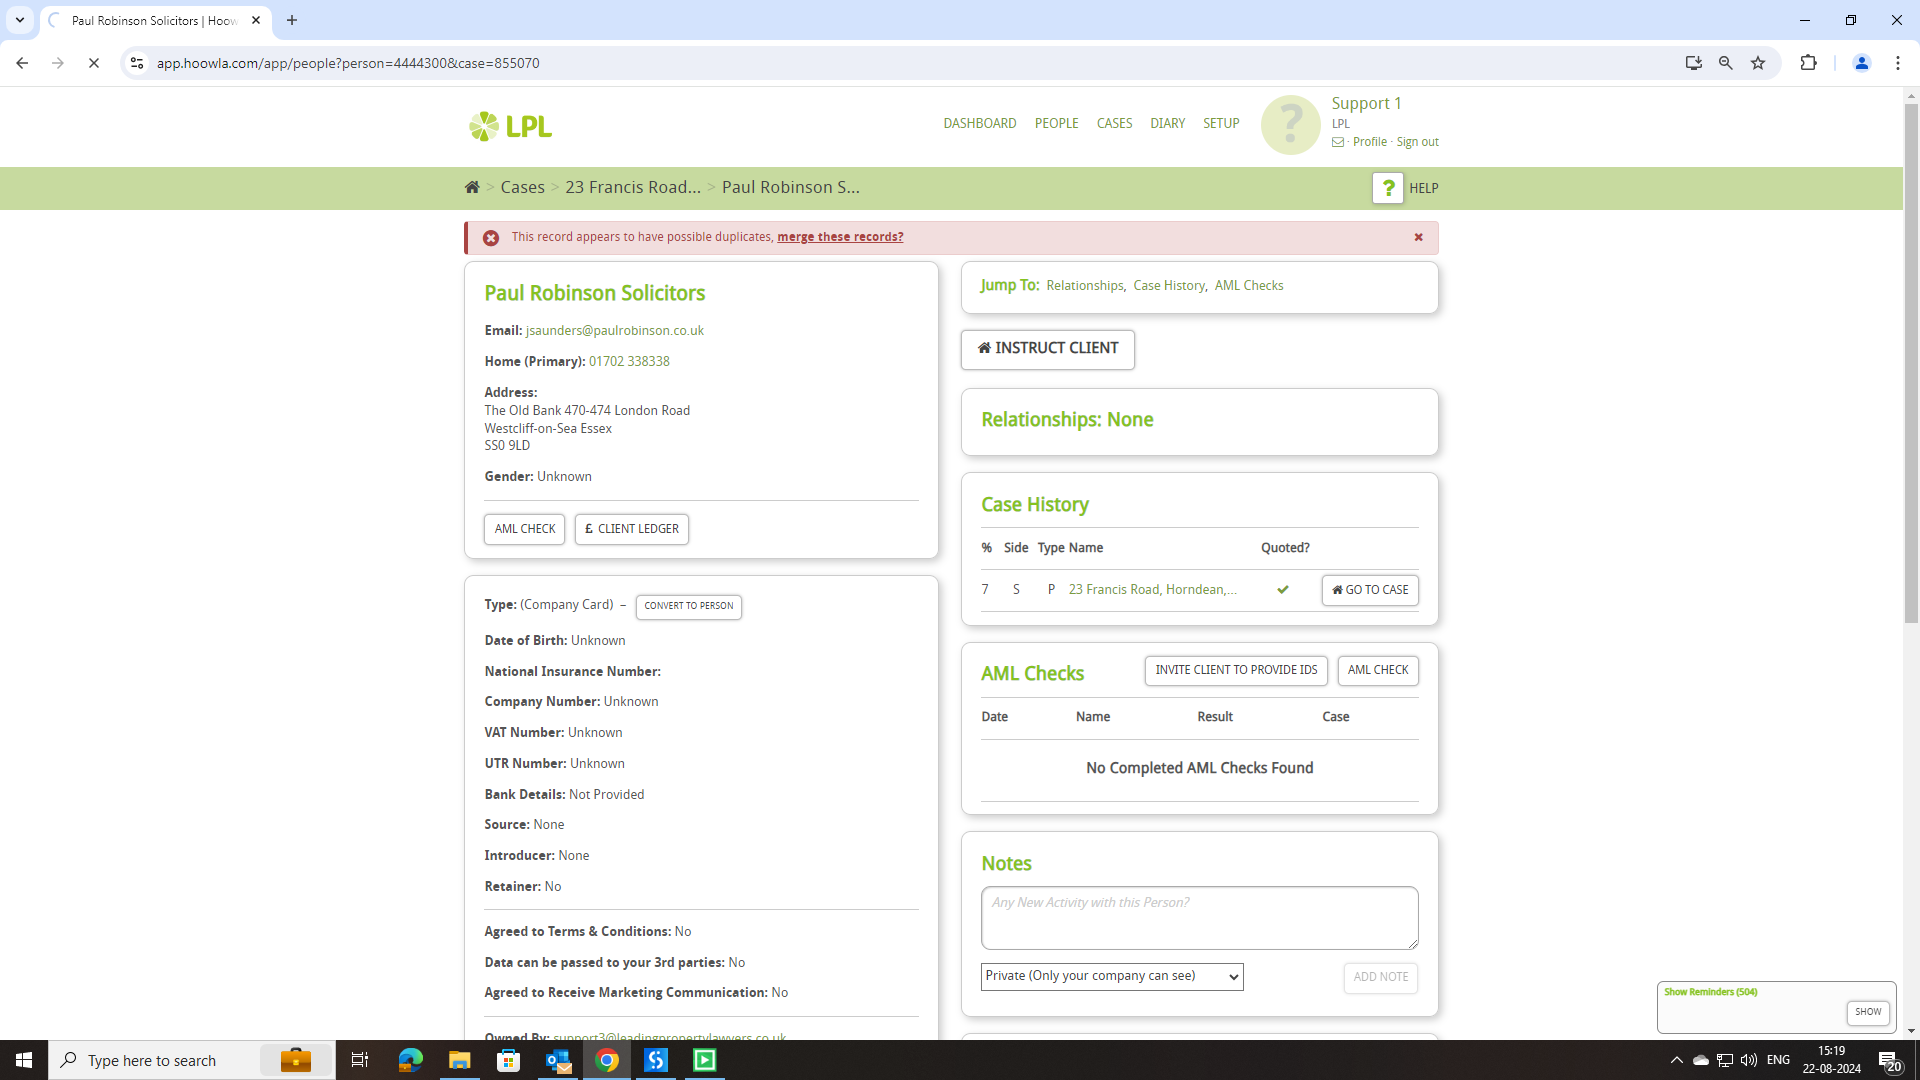 Paul Robinson Solicitors | Hoow
app.hoowla.com/app/people?person=4444300&case=855070
LPL
DASHBOARD PEOPLE CASES DIARY SETUP
?
Support 1
LPL
· Profile · Sign out
> Cases > 23 Francis Road... > Paul Robinson S...
? HELP
This record appears to have possible duplicates, merge these records?
Paul Robinson Solicitors
Email: jsaunders@paulrobinson.co.uk
Home (Primary): 01702 338338
Address:
The Old Bank 470-474 London Road
Westcliff-on-Sea Essex
SS0 9LD
Gender: Unknown
AML CHECK £ CLIENT LEDGER
Type: (Company Card) – CONVERT TO PERSON
Date of Birth: Unknown
National Insurance Number:
Company Number: Unknown
VAT Number: Unknown
UTR Number: Unknown
Bank Details: Not Provided
Source: None
Introducer: None
Retainer: No
Agreed to Terms & Conditions: No
Data can be passed to your 3rd parties: No
Agreed to Receive Marketing Communication: No
Owned By: support3@leadingpropertylawyers.co.uk
Jump To: Relationships, Case History, AML Checks
INSTRUCT CLIENT
Relationships: None
Case History
% Side Type Name Quoted?
7 S P 23 Francis Road, Horndean,... GO TO CASE
AML Checks INVITE CLIENT TO PROVIDE IDS AML CHECK
Date Name Result Case
No Completed AML Checks Found
Notes
Any New Activity with this Person?
Private (Only your company can see) ADD NOTE
Show Reminders (504)
SHOW
Type here to search
ENG
15:19
22-08-2024
20